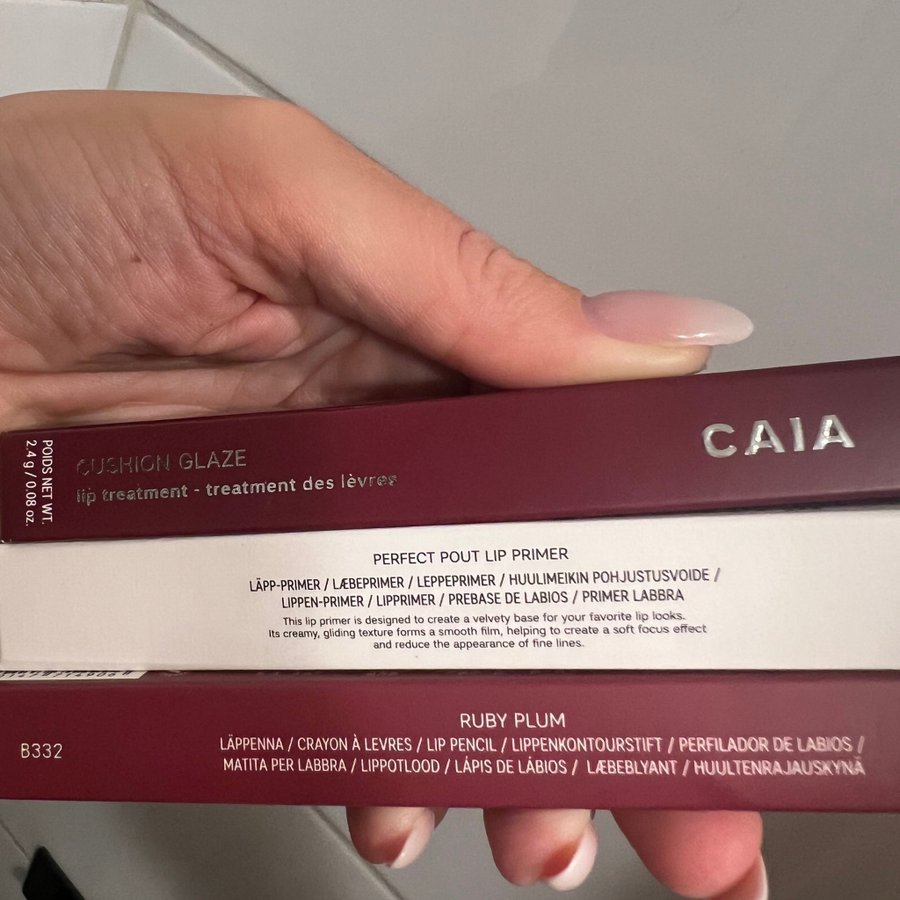 CAIA
CUSHION GLAZE
lip treatment - treatment des lèvres
POIDS NET WT.
2.4 g / 0.08 oz.
PERFECT POUT LIP PRIMER
LÄPP-PRIMER / LÆBEPRIMER / LEPPEPRIMER / HUULIMEIKIN POHJUSTUSVOIDE /
LIPPEN-PRIMER / LIPPRIMER / PREBASE DE LABIOS / PRIMER LABBRA
This lip primer is designed to create a velvety base for your favorite lip looks.
Its creamy, gliding texture forms a smooth film, helping to create a soft focus effect
and reduce the appearance of fine lines.
B332
RUBY PLUM
LÄPPENNA / CRAYON À LEVRES / LIP PENCIL / LIPPENKONTOURSTIFT / PERFILADOR DE LABIOS /
MATITA PER LABBRA / LIPPOTLOOD / LÁPIS DE LÁBIOS / LÆBEBLYANT / HUULTENRAJAUSKYNÄ